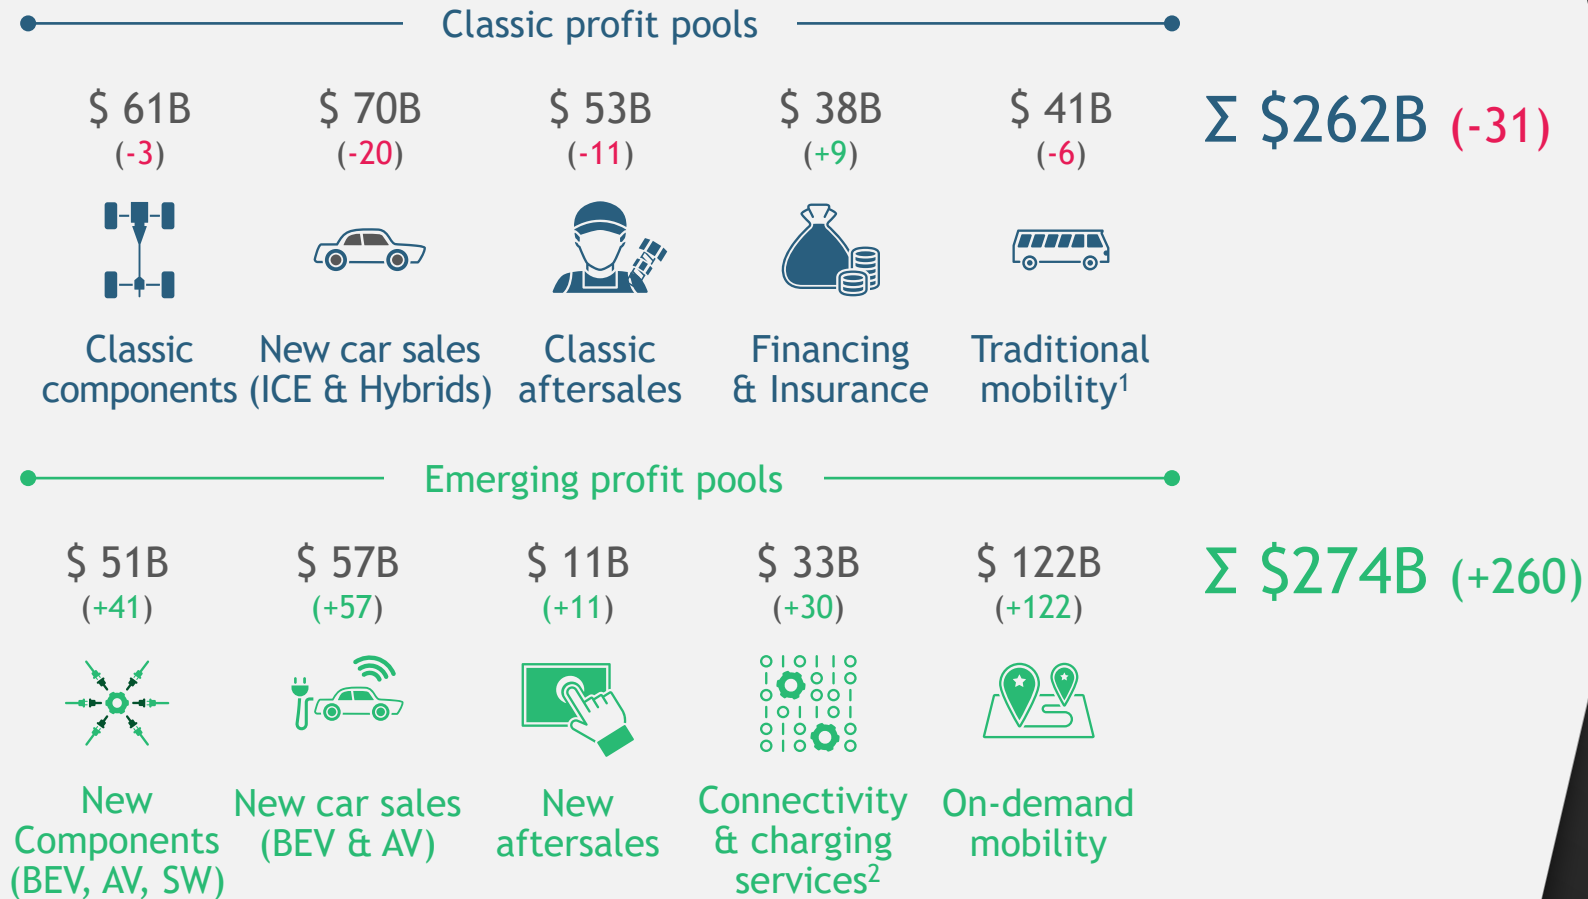 Classic profit pools
$ 61B $ 70B $ 53B $ 38B $ 41B Σ $262B (-31)
(-3) (-20) (-11) (+9) (-6)
Classic New car sales Classic Financing Traditional
components (ICE & Hybrids) aftersales & Insurance mobility¹
Emerging profit pools
$ 51B $ 57B $ 11B $ 33B $ 122B Σ $274B (+260)
(+41) (+57) (+11) (+30) (+122)
New New car sales New Connectivity On-demand
Components (BEV & AV) aftersales & charging mobility
(BEV, AV, SW) services²